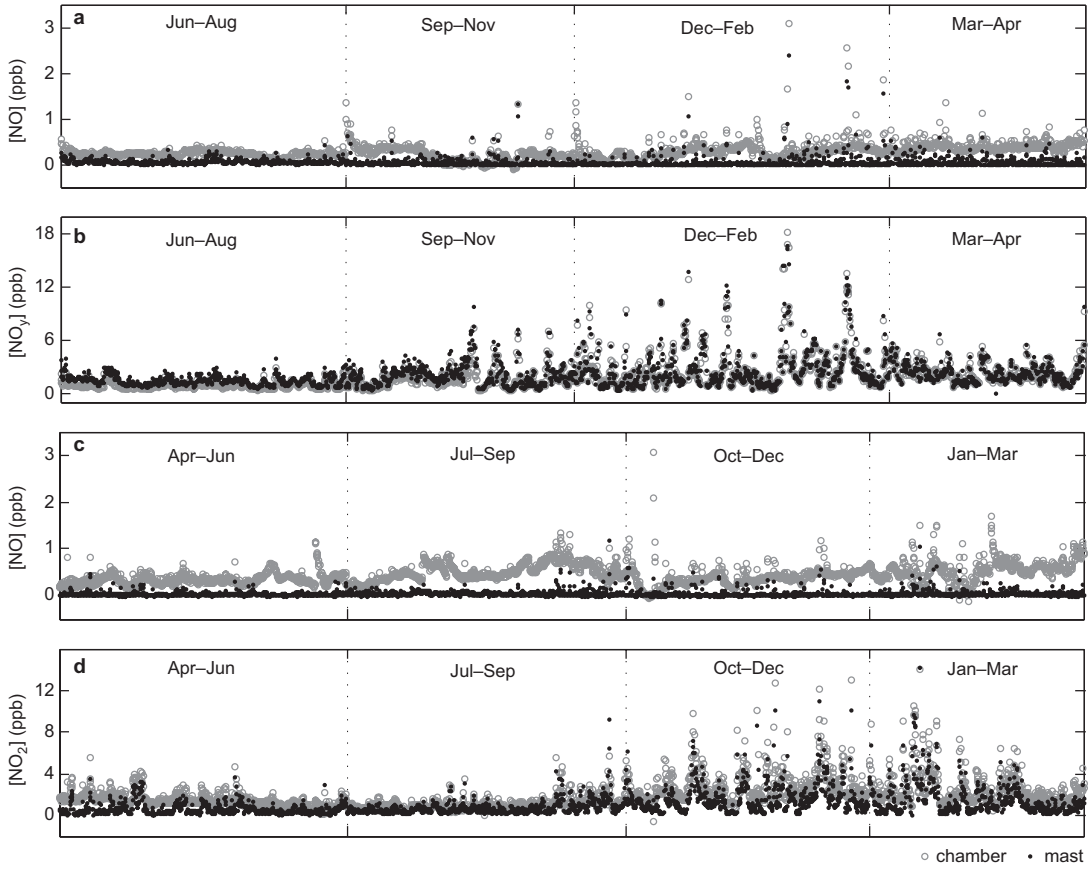 a
Jun–Aug Sep–Nov Dec–Feb Mar–Apr
[NO] (ppb)
3
2
1
0
b
Jun–Aug Sep–Nov Dec–Feb Mar–Apr
[NOy] (ppb)
18
12
6
0
c
Apr–Jun Jul–Sep Oct–Dec Jan–Mar
[NO] (ppb)
3
2
1
0
d
Apr–Jun Jul–Sep Oct–Dec Jan–Mar
[NO2] (ppb)
12
8
4
0
chamber mast